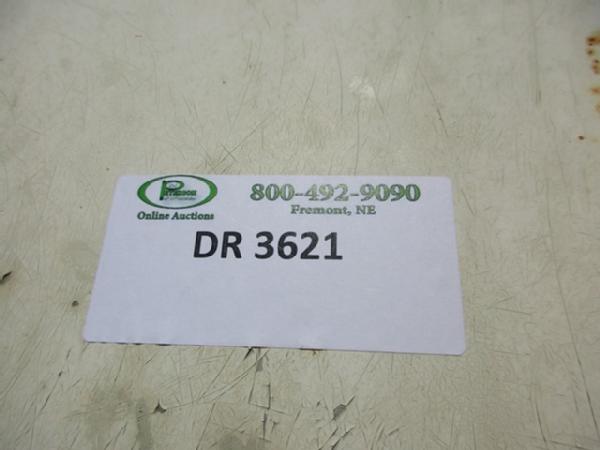 800-492-9090
Fremont, NE
Online Auctions
DR 3621